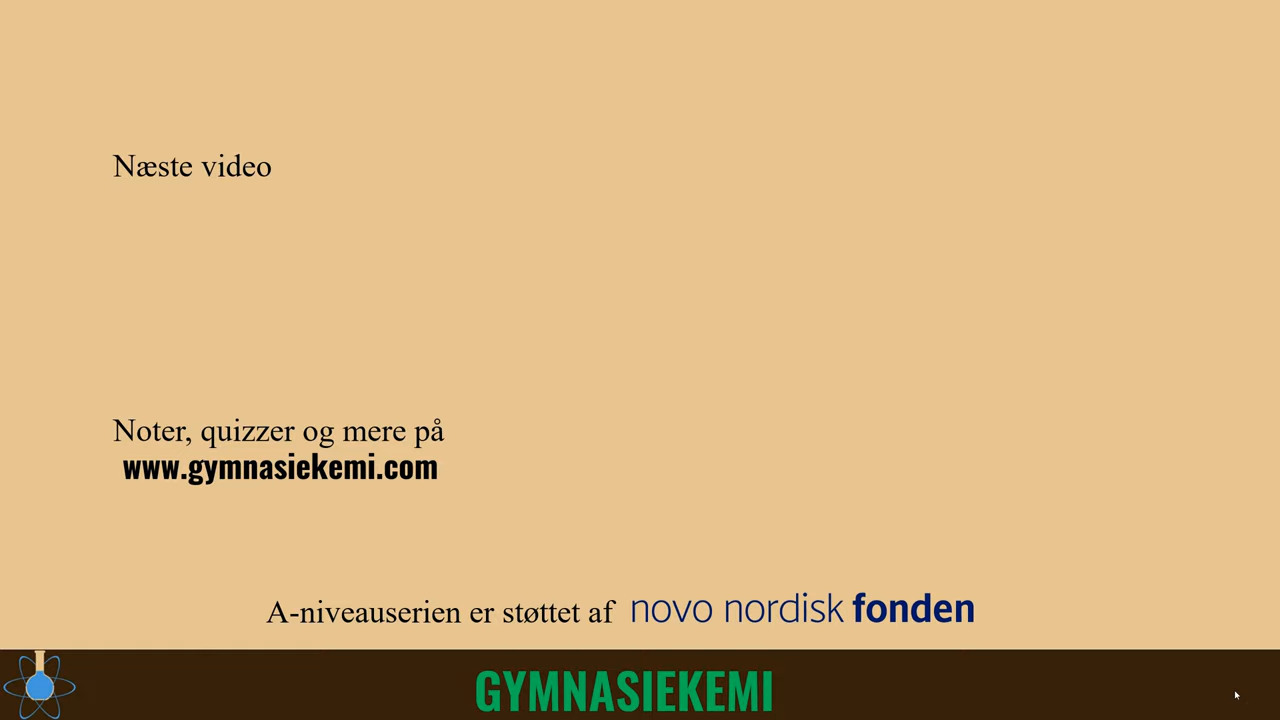 Næste video
Noter, quizzer og mere på
www.gymnasiekemi.com
A-niveauserien er støttet af novo nordisk fonden
GYMNASIEKEMI